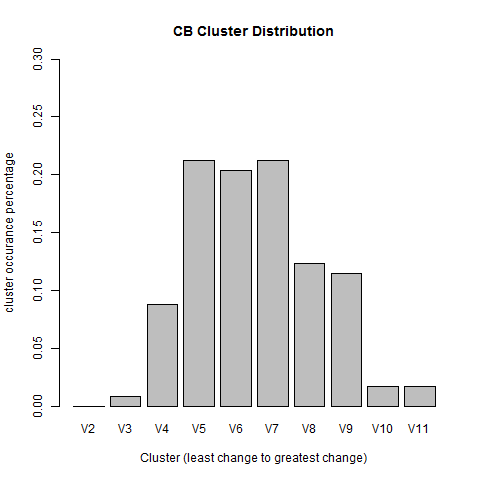 CB Cluster Distribution
cluster occurance percentage
0.30
0.25
0.20
0.15
0.10
0.05
0.00
V2 V3 V4 V5 V6 V7 V8 V9 V10 V11
Cluster (least change to greatest change)